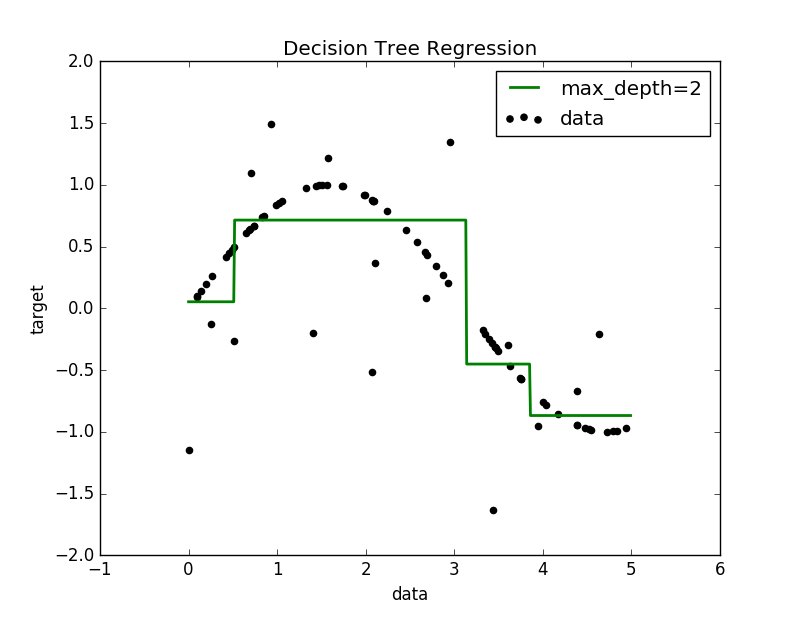 Decision Tree Regression
max_depth=2
data
2.0
1.5
1.0
0.5
0.0
−0.5
−1.0
−1.5
−2.0
target
−1 0 1 2 3 4 5 6
data